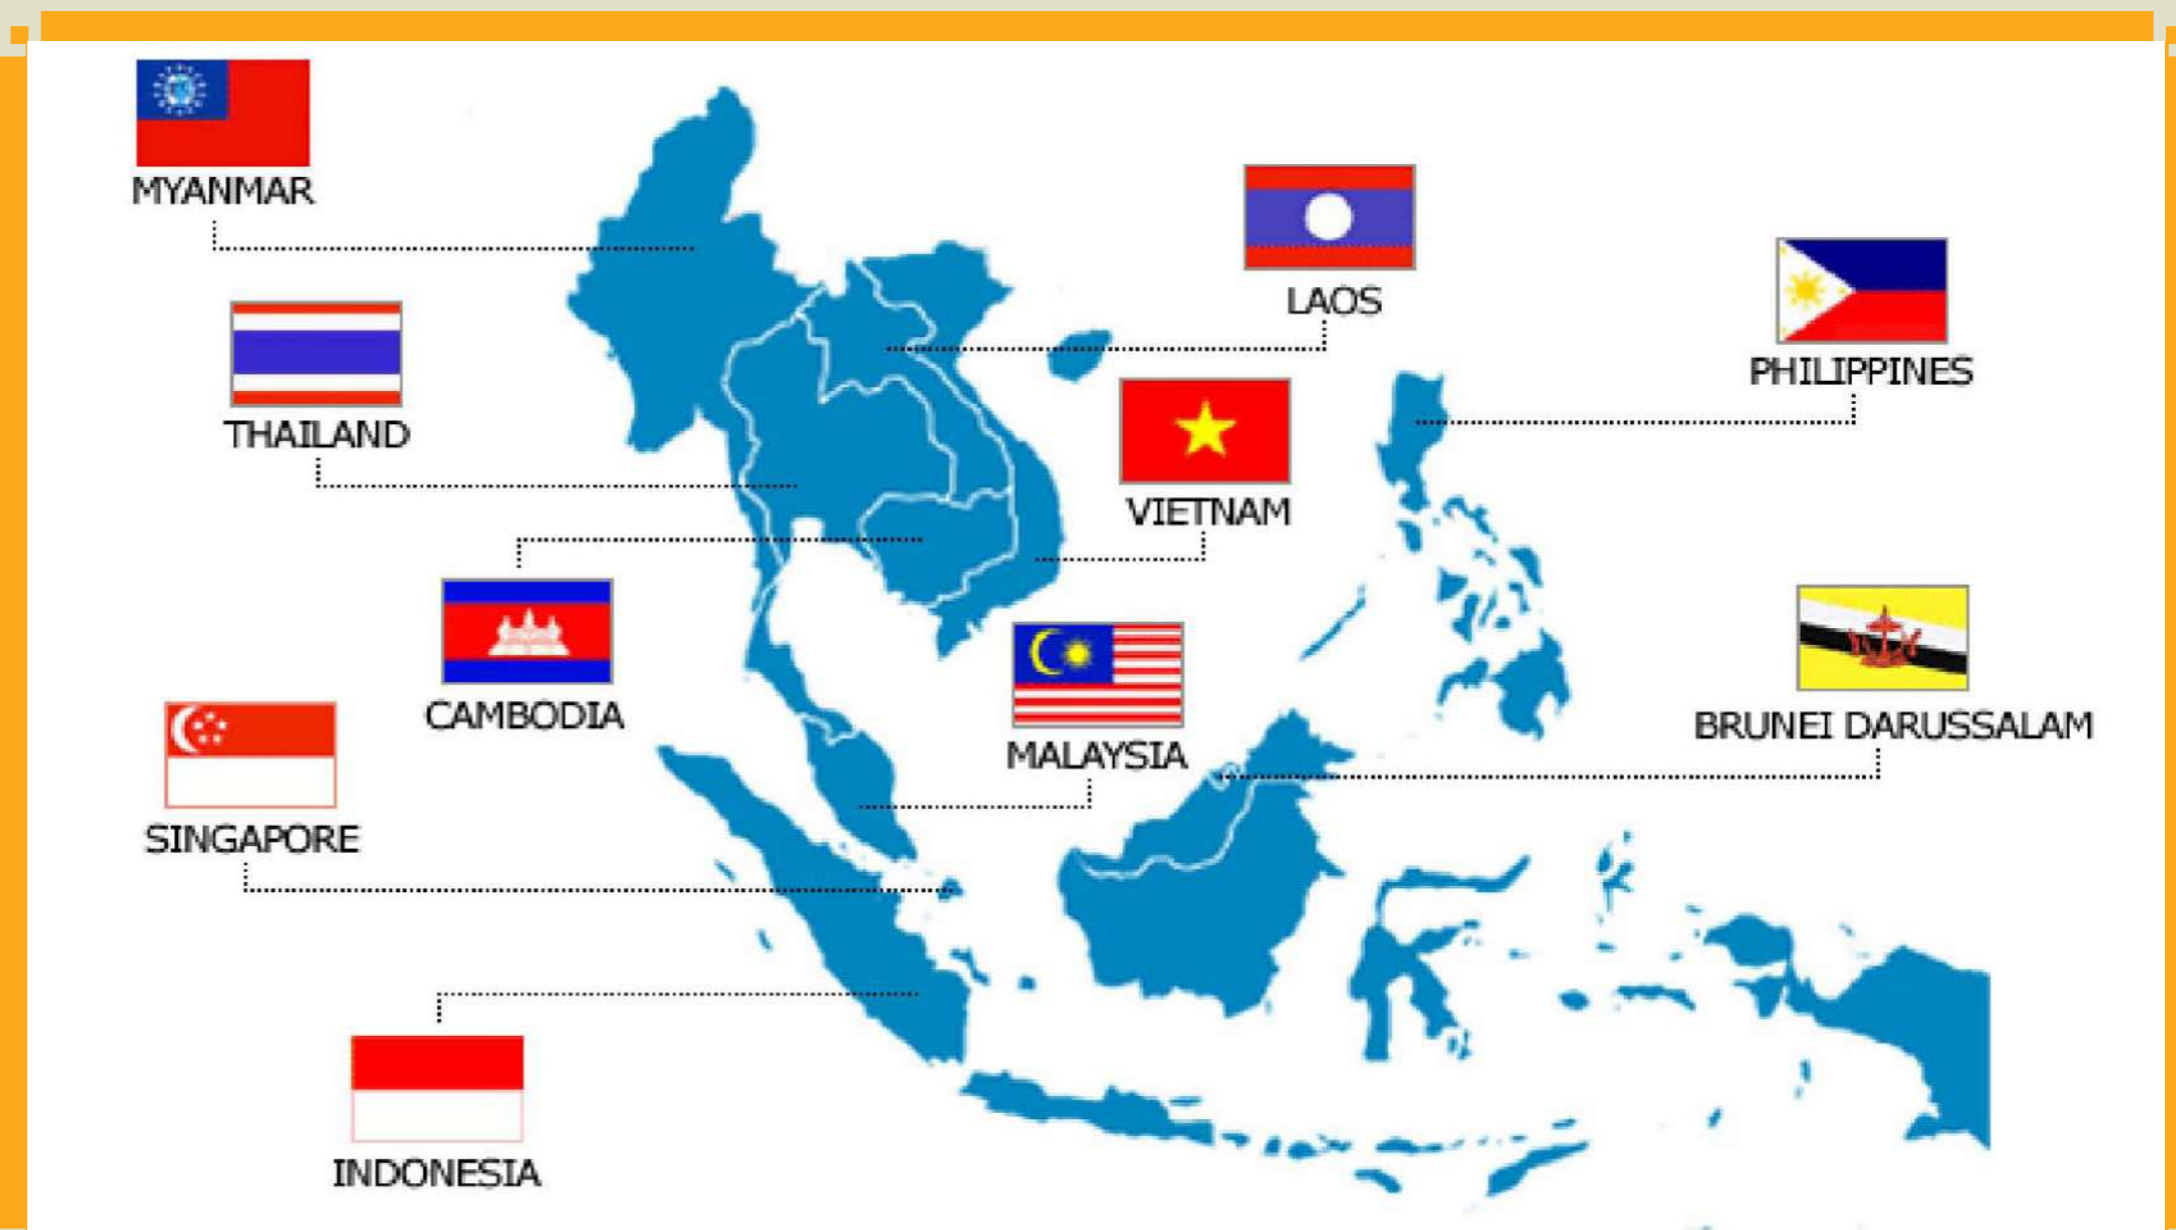 MYANMAR
LAOS
PHILIPPINES
THAILAND
VIETNAM
CAMBODIA
BRUNEI DARUSSALAM
MALAYSIA
SINGAPORE
INDONESIA